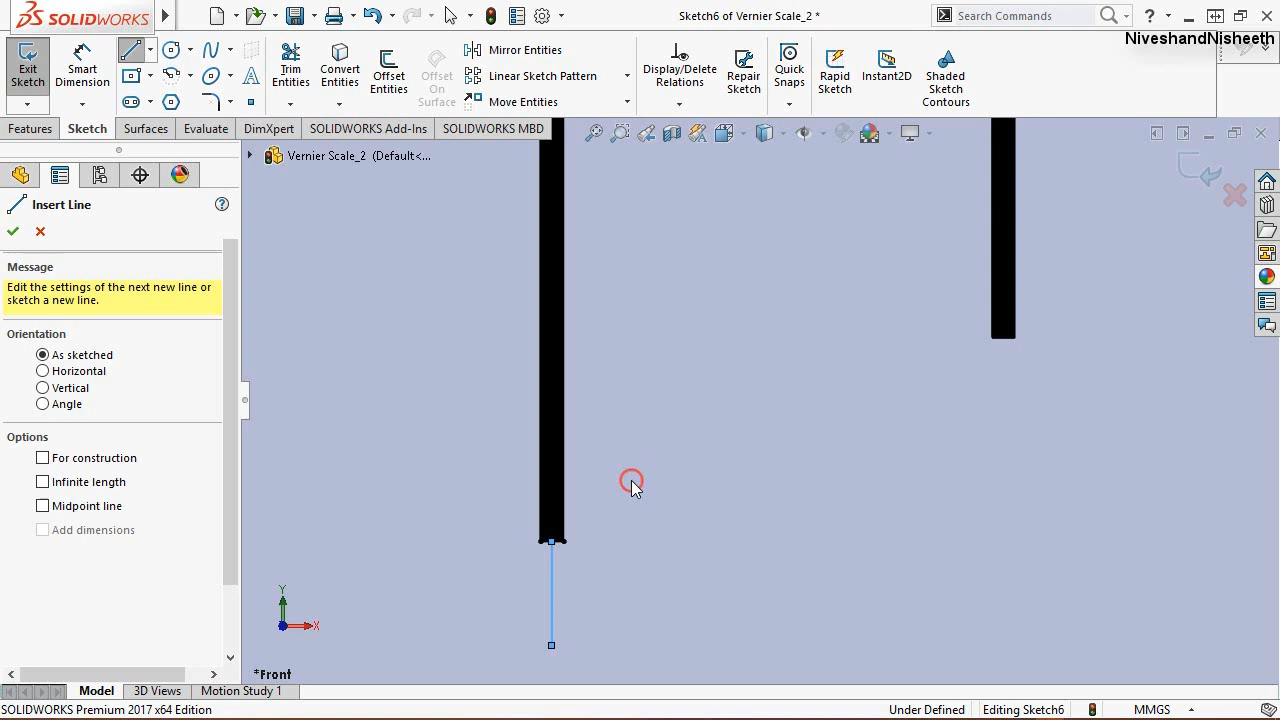 SOLIDWORKS
Sketch6 of Vernier Scale_2 *
Search Commands
NiveshandNisheeth
Exit Sketch
Smart Dimension
Trim Entities
Convert Entities
Offset Entities
Offset On Surface
Mirror Entities
Linear Sketch Pattern
Move Entities
Display/Delete Relations
Repair Sketch
Quick Snaps
Rapid Sketch
Instant2D
Shaded Sketch Contours
Features
Sketch
Surfaces
Evaluate
DimXpert
SOLIDWORKS Add-Ins
SOLIDWORKS MBD
Vernier Scale_2 (Default<...
Insert Line
Message
Edit the settings of the next new line or
sketch a new line.
Orientation
As sketched
Horizontal
Vertical
Angle
Options
For construction
Infinite length
Midpoint line
Add dimensions
Y
X
*Front
Model
3D Views
Motion Study 1
SOLIDWORKS Premium 2017 x64 Edition
Under Defined
Editing Sketch6
MMGS